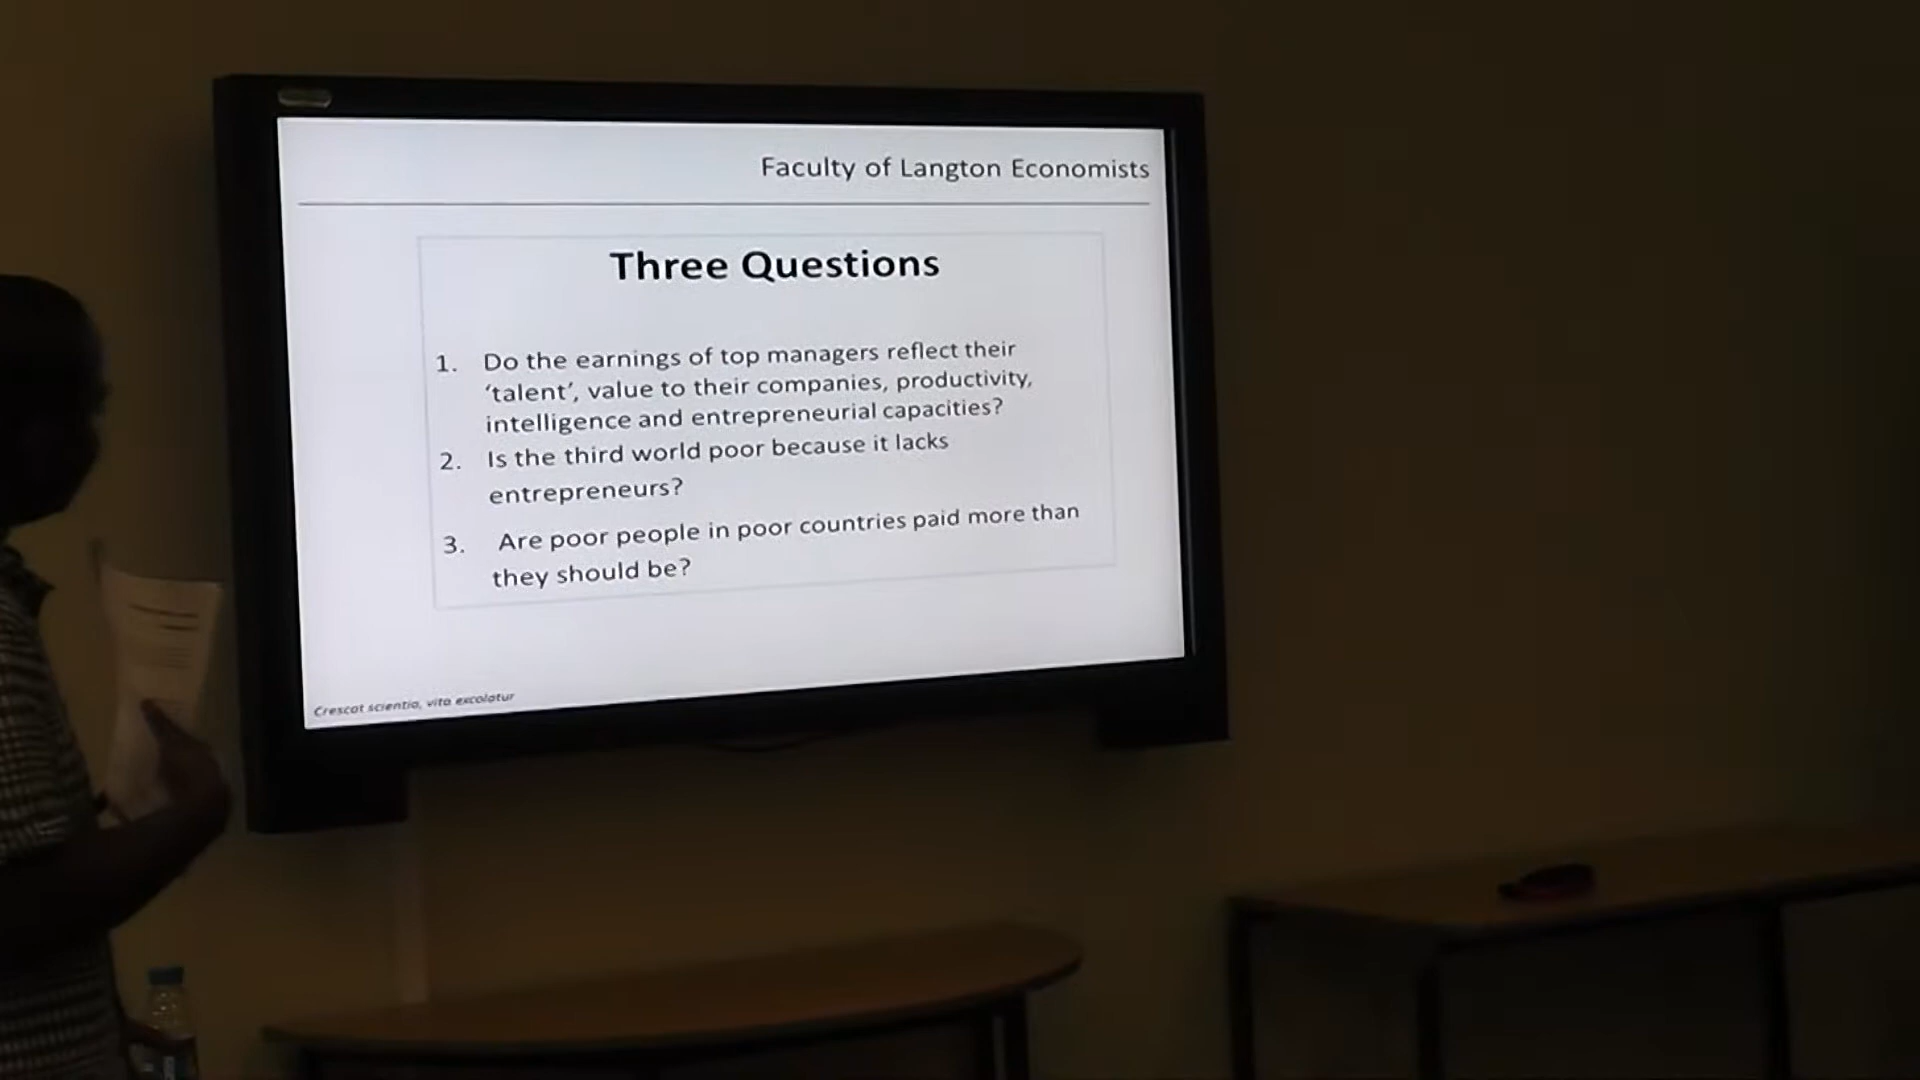 Faculty of Langton Economists
Three Questions
1. Do the earnings of top managers reflect their
‘talent’, value to their companies, productivity,
intelligence and entrepreneurial capacities?
2. Is the third world poor because it lacks
entrepreneurs?
3. Are poor people in poor countries paid more than
they should be?
Crescat scientia, vita excolatur